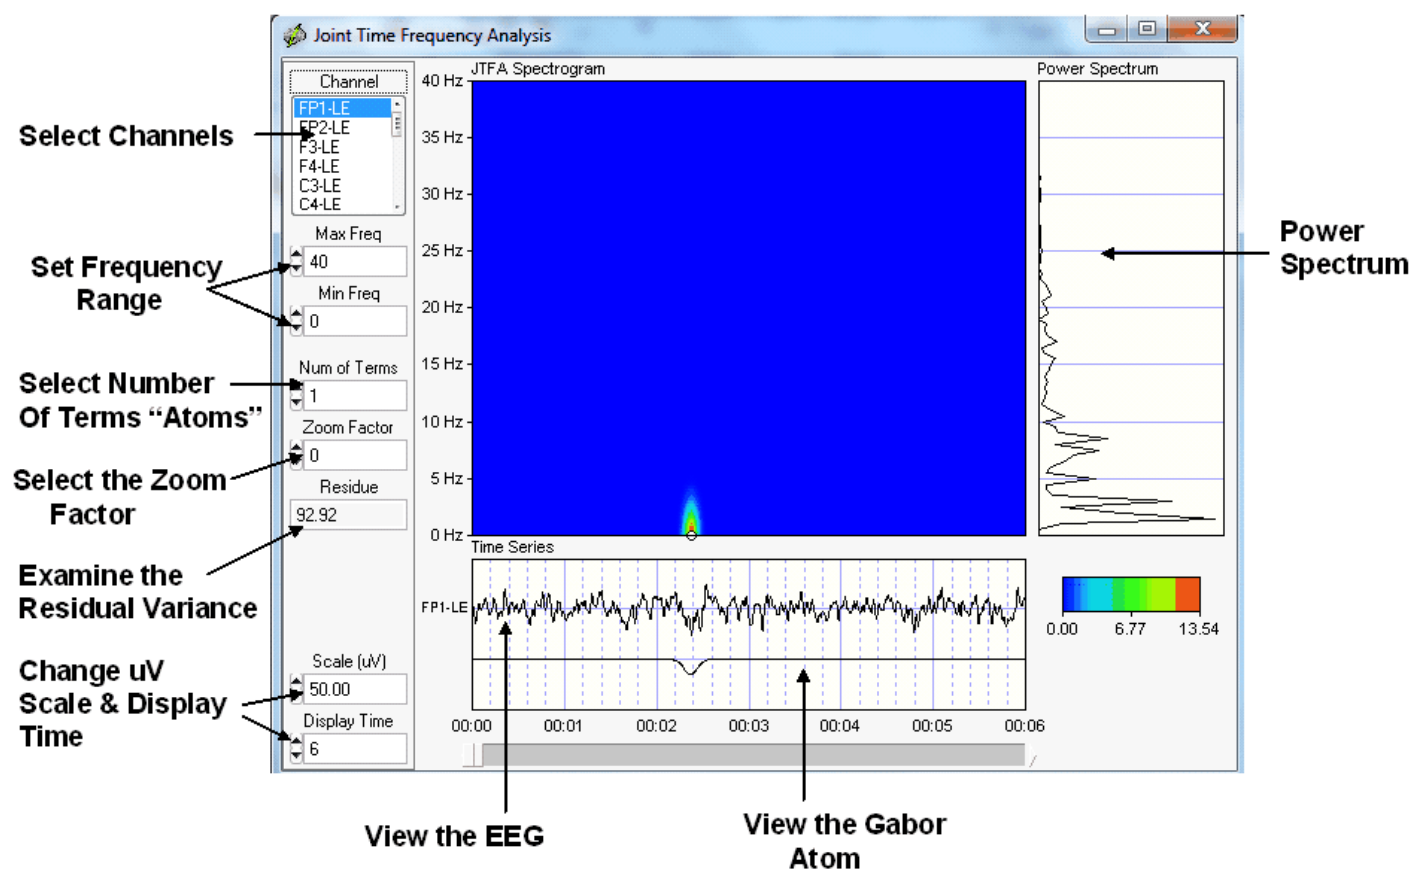 Joint Time Frequency Analysis
Channel
FP1-LE
FP2-LE
F3-LE
F4-LE
C3-LE
C4-LE
Max Freq
40
Min Freq
0
Num of Terms
1
Zoom Factor
0
Residue
92.92
Scale (uV)
50.00
Display Time
6
JTFA Spectrogram
40 Hz
35 Hz
30 Hz
25 Hz
20 Hz
15 Hz
10 Hz
5 Hz
0 Hz
Time Series
FP1-LE
00:00 00:01 00:02 00:03 00:04 00:05 00:06
Power Spectrum
0.00 6.77 13.54
Select Channels
Set Frequency
Range
Select Number
Of Terms “Atoms”
Select the Zoom
Factor
Examine the
Residual Variance
Change uV
Scale & Display
Time
View the EEG
View the Gabor
Atom
Power
Spectrum